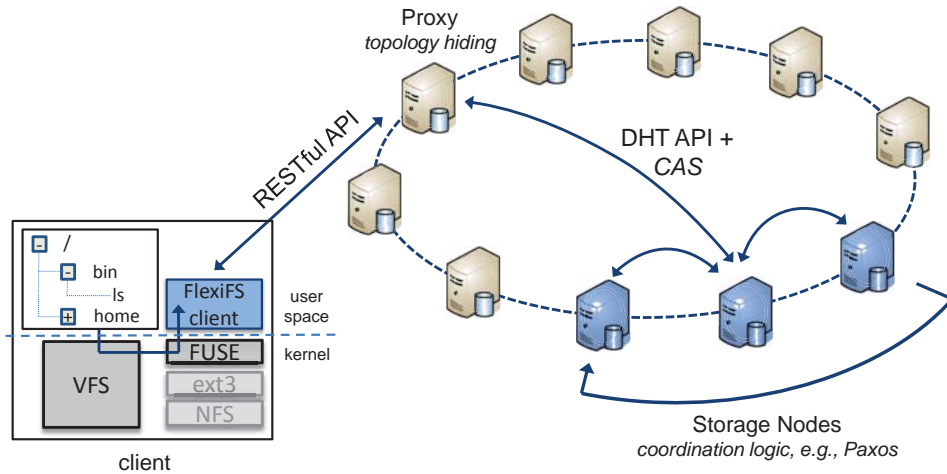 Proxy
topology hiding
RESTful API
DHT API +
CAS
/
bin
ls
home
FlexiFS
client
user
space
kernel
VFS
FUSE
ext3
NFS
client
Storage Nodes
coordination logic, e.g., Paxos